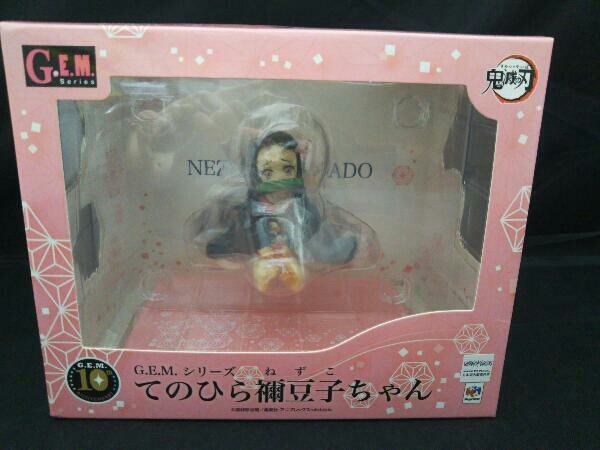 G.E.M.
Series
鬼滅の刃
NEZ ADO
G.E.M.
10th
G.E.M. シリーズ ねずこ
てのひら禰豆子ちゃん
MegaHouse